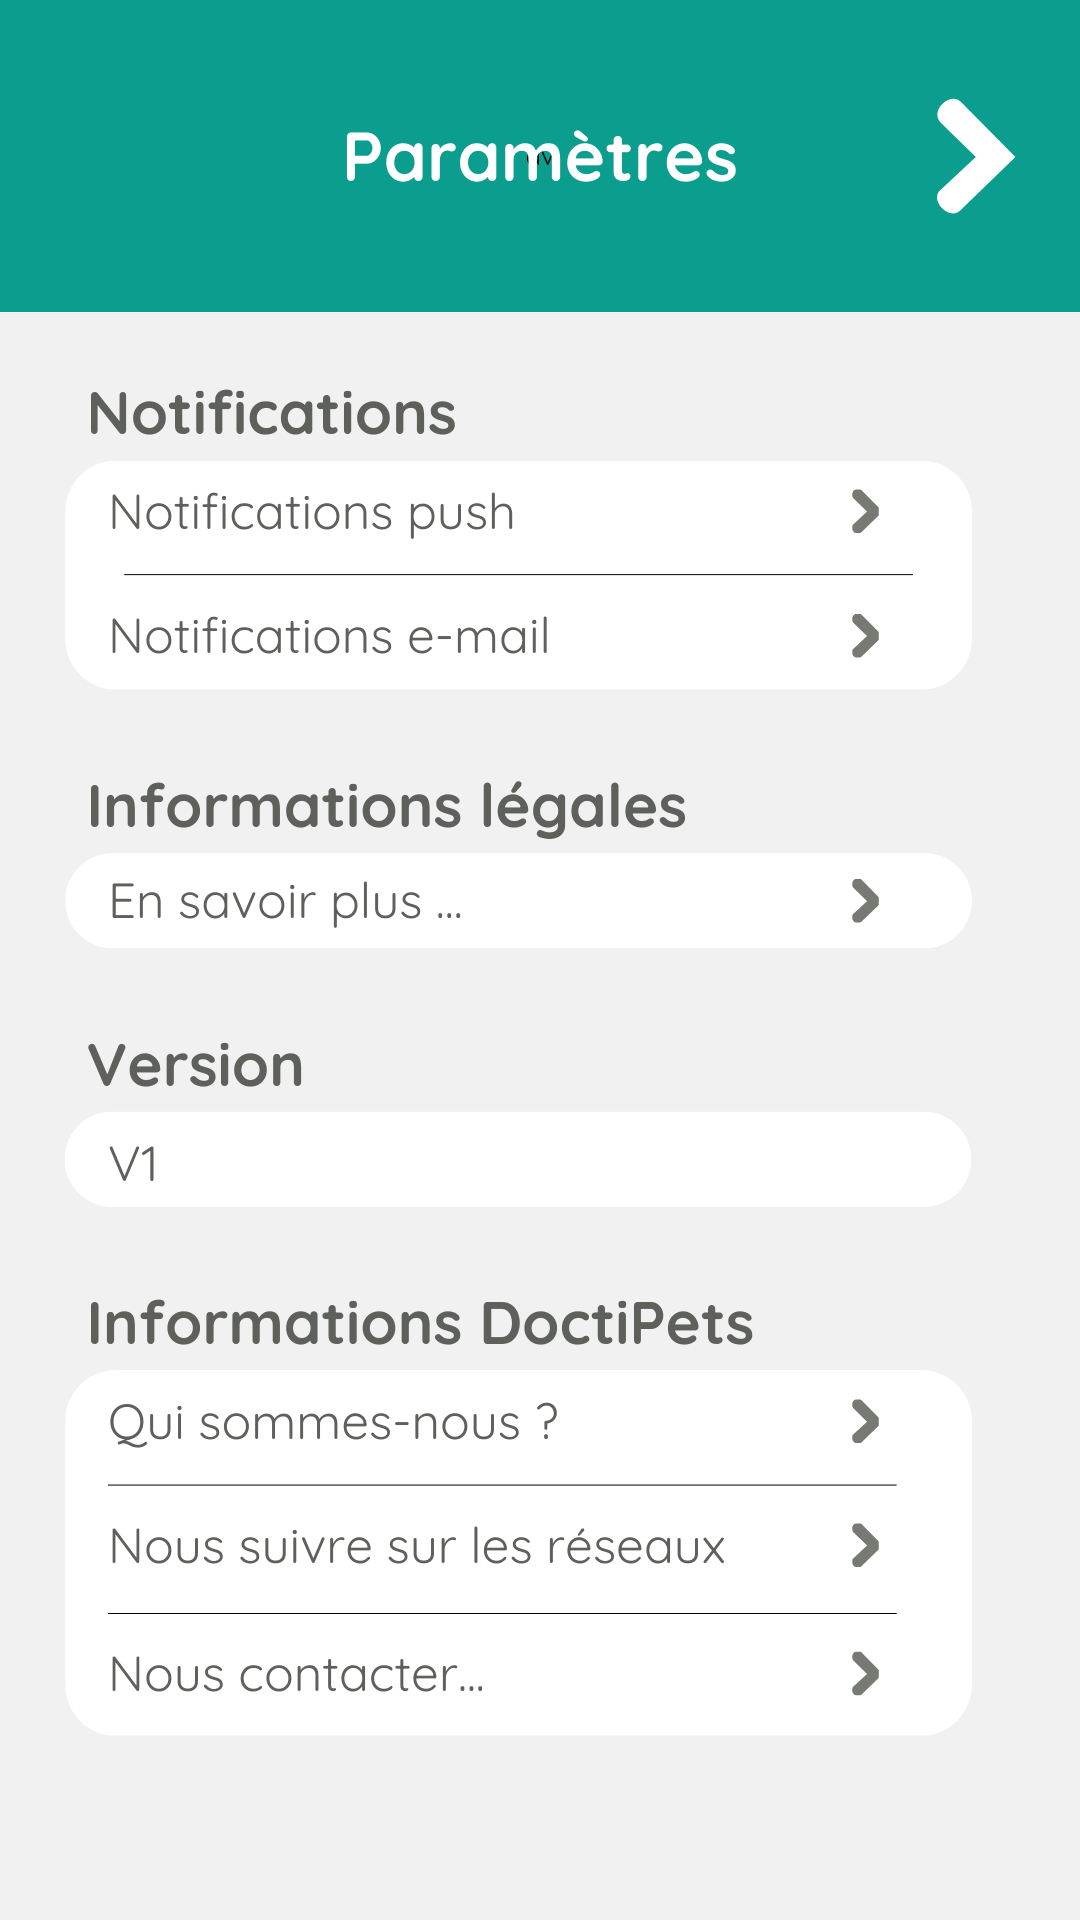 Paramètres
Notifications
Notifications push
Notifications e-mail
Informations légales
En savoir plus ...
Version
V1
Informations DoctiPets
Qui sommes-nous ?
Nous suivre sur les réseaux
Nous contacter...